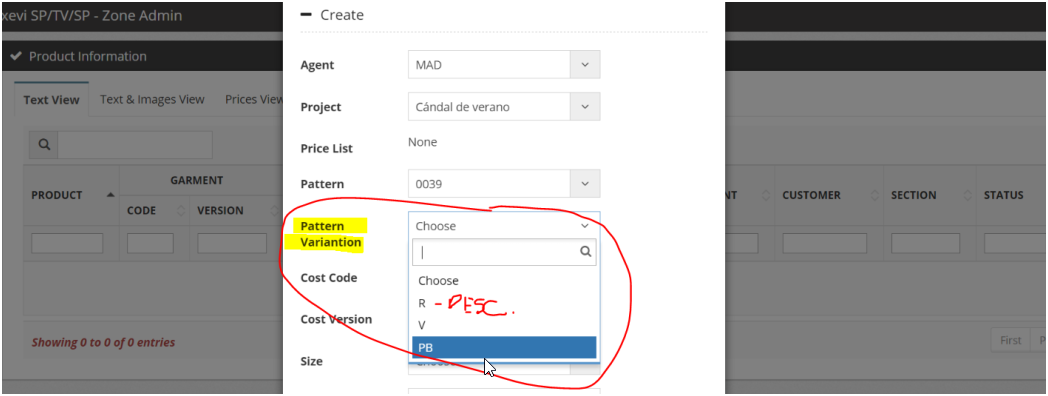 xevi SP/TV/SP - Zone Admin
Product Information
Text View Text & Images View Prices View
PRODUCT GARMENT
CODE VERSION
NT CUSTOMER SECTION STATUS
Showing 0 to 0 of 0 entries
First P
Create
Agent MAD
Project Cándal de verano
Price List None
Pattern 0039
Pattern Choose
Variantion
Cost Code
Choose
R - DESC.
Cost Version
V
PB
Size